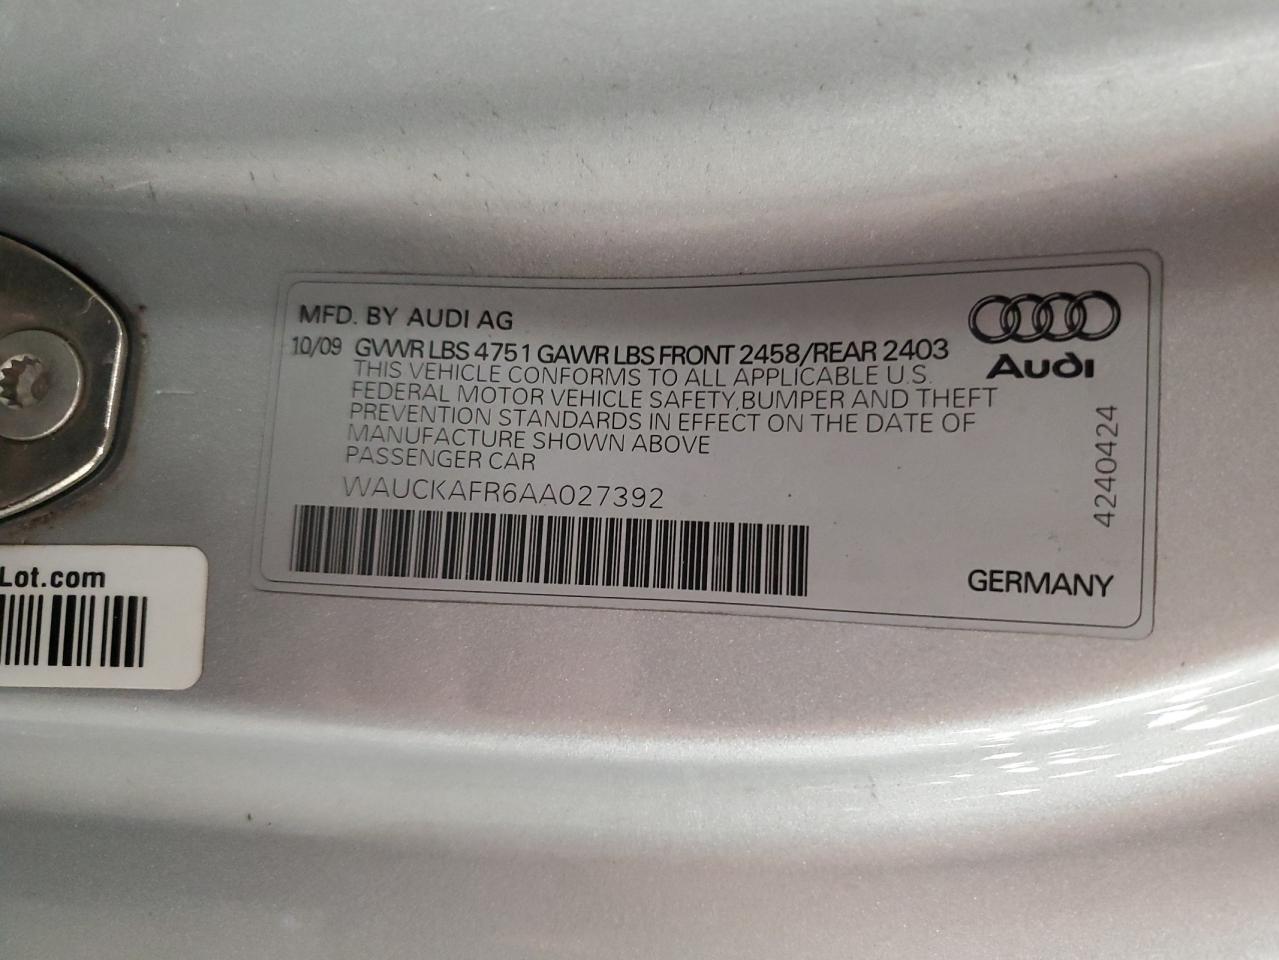 MFD. BY AUDI AG
10/09 GVWR LBS 4751 GAWR LBS FRONT 2458/REAR 2403
THIS VEHICLE CONFORMS TO ALL APPLICABLE U.S.
FEDERAL MOTOR VEHICLE SAFETY, BUMPER AND THEFT
PREVENTION STANDARDS IN EFFECT ON THE DATE OF
MANUFACTURE SHOWN ABOVE
PASSENGER CAR
WAUCKAFR6AA027392
Audi
4240424
GERMANY
Lot.com